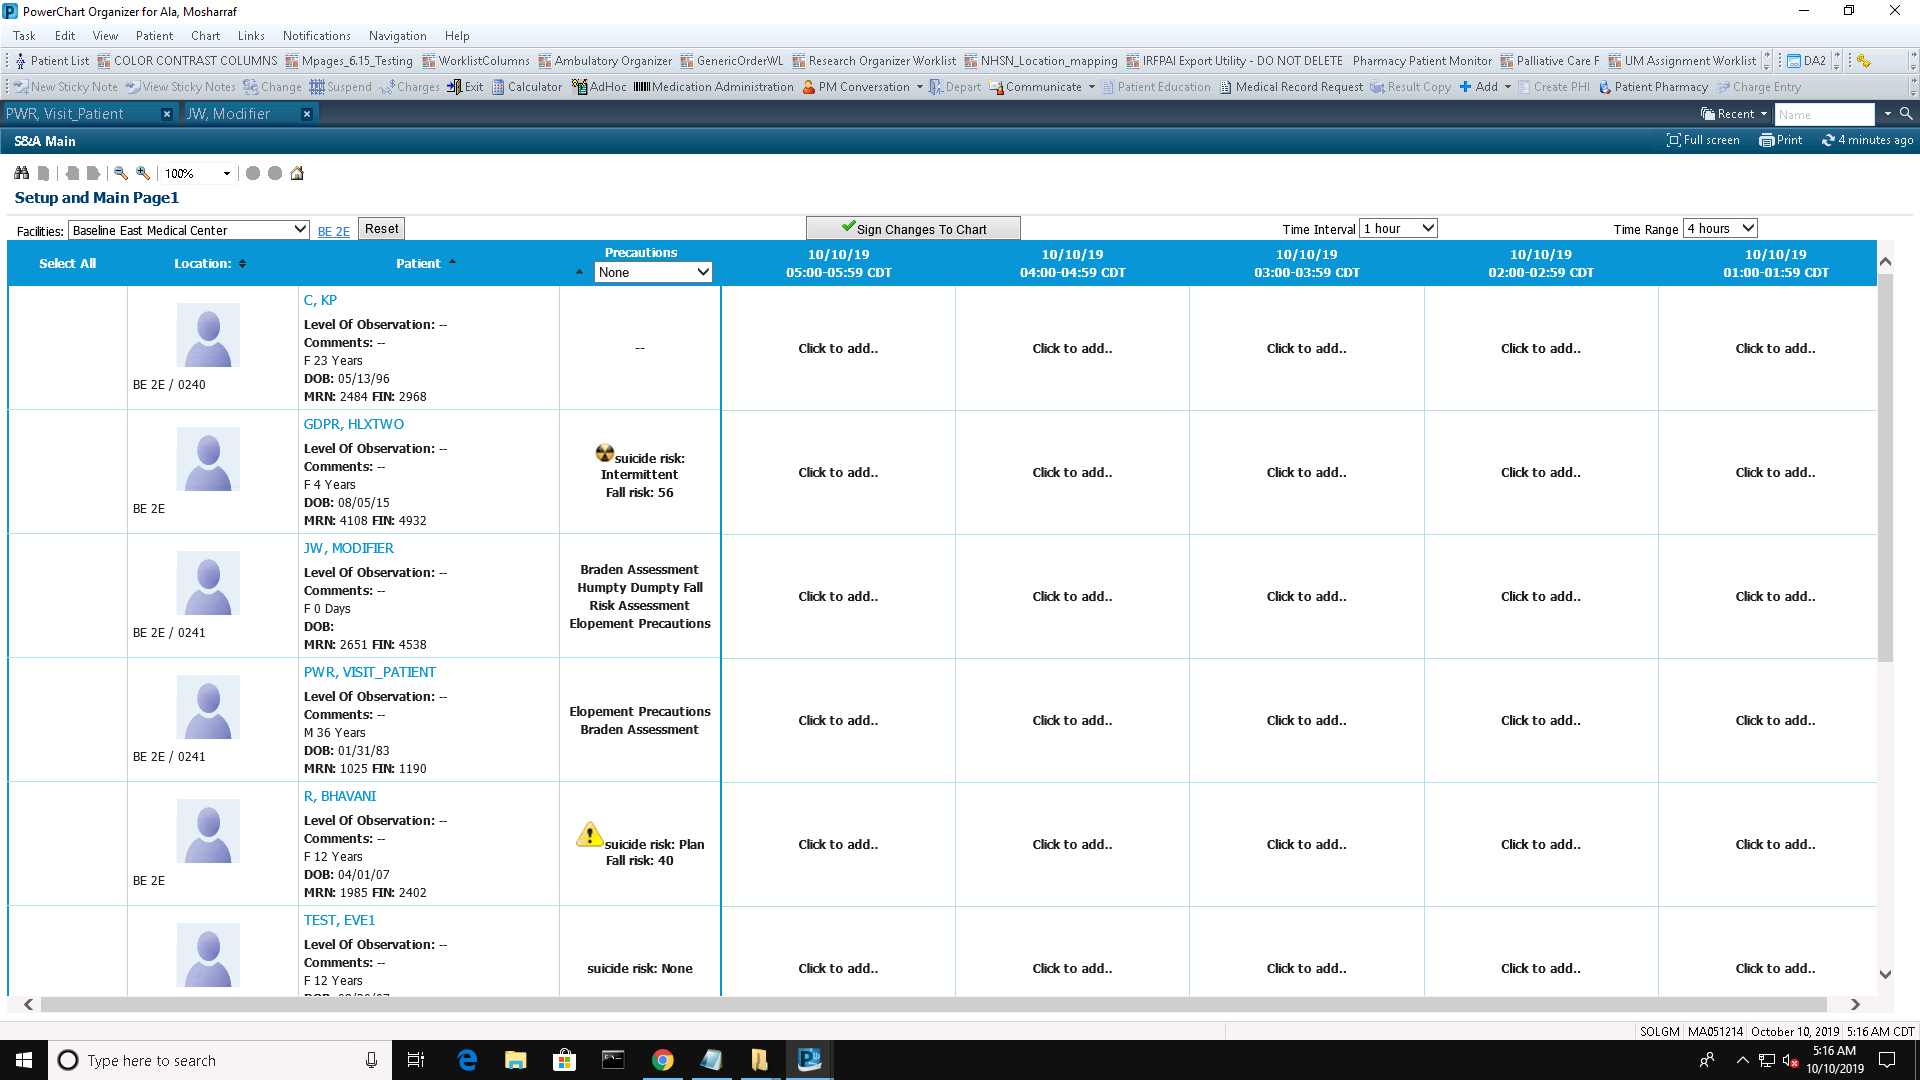 PowerChart Organizer for Ala, Mosharraf
Task Edit View Patient Chart Links Notifications Navigation Help
Patient List COLOR CONTRAST COLUMNS Mpages_6.15_Testing WorklistColumns Ambulatory Organizer GenericOrderWL Research Organizer Worklist NHSN_Location_mapping IRFPAI Export Utility - DO NOT DELETE Pharmacy Patient Monitor Palliative Care F UM Assignment Worklist DA2
New Sticky Note View Sticky Notes Change Suspend Charges Exit Calculator AdHoc Medication Administration PM Conversation Depart Communicate Patient Education Medical Record Request Result Copy Add Create PHI Patient Pharmacy Charge Entry
PWR, Visit_Patient JW, Modifier Recent Name
S&A Main Full screen Print 4 minutes ago
100%
Setup and Main Page1
Facilities: Baseline East Medical Center BE 2E Reset Sign Changes To Chart Time Interval 1 hour Time Range 4 hours
Select All Location: Patient Precautions None
10/10/19 10/10/19 10/10/19 10/10/19 10/10/19
05:00-05:59 CDT 04:00-04:59 CDT 03:00-03:59 CDT 02:00-02:59 CDT 01:00-01:59 CDT
BE 2E / 0240
C, KP
Level Of Observation: --
Comments: --
F 23 Years
DOB: 05/13/96
MRN: 2484 FIN: 2968
--
Click to add.. Click to add.. Click to add.. Click to add.. Click to add..
BE 2E
GDPR, HLXTWO
Level Of Observation: --
Comments: --
F 4 Years
DOB: 08/05/15
MRN: 4108 FIN: 4932
suicide risk:
Intermittent
Fall risk: 56
Click to add.. Click to add.. Click to add.. Click to add.. Click to add..
BE 2E / 0241
JW, MODIFIER
Level Of Observation: --
Comments: --
F 0 Days
DOB:
MRN: 2651 FIN: 4538
Braden Assessment
Humpty Dumpty Fall
Risk Assessment
Elopement Precautions
Click to add.. Click to add.. Click to add.. Click to add.. Click to add..
BE 2E / 0241
PWR, VISIT_PATIENT
Level Of Observation: --
Comments: --
M 36 Years
DOB: 01/31/83
MRN: 1025 FIN: 1190
Elopement Precautions
Braden Assessment
Click to add.. Click to add.. Click to add.. Click to add.. Click to add..
BE 2E
R, BHAVANI
Level Of Observation: --
Comments: --
F 12 Years
DOB: 04/01/07
MRN: 1985 FIN: 2402
suicide risk: Plan
Fall risk: 40
Click to add.. Click to add.. Click to add.. Click to add.. Click to add..
TEST, EVE1
Level Of Observation: --
Comments: --
F 12 Years
suicide risk: None
Click to add.. Click to add.. Click to add.. Click to add.. Click to add..
SOLGM MA051214 October 10, 2019 5:16 AM CDT
Type here to search
5:16 AM
10/10/2019